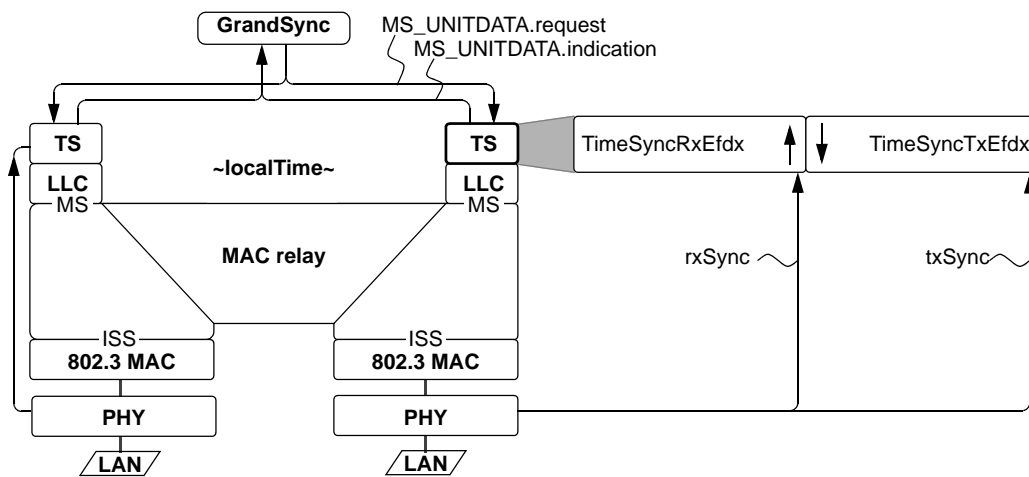 GrandSync
MS_UNITDATA.request
MS_UNITDATA.indication
TS
TS
TimeSyncRxEfdx
TimeSyncTxEfdx
~localTime~
LLC
LLC
MS
MS
MAC relay
rxSync
txSync
ISS
ISS
802.3 MAC
802.3 MAC
PHY
PHY
LAN
LAN